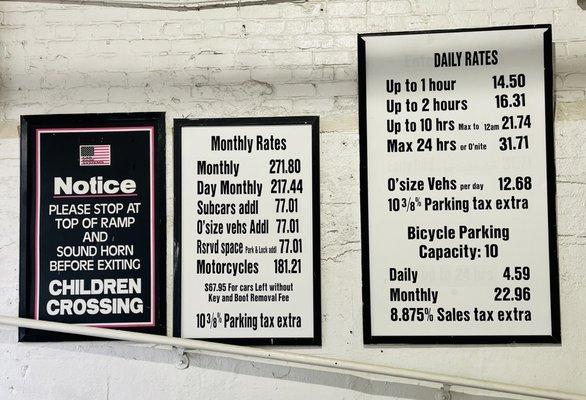 Notice
PLEASE STOP AT
TOP OF RAMP
AND
SOUND HORN
BEFORE EXITING
CHILDREN
CROSSING
Monthly Rates
Monthly 271.80
Day Monthly 217.44
Subcars addl 77.01
O'size vehs Addl 77.01
Rsrvd space Park & Lock addl 77.01
Motorcycles 181.21
$67.95 For cars Left without
Key and Boot Removal Fee
10 3/8% Parking tax extra
DAILY RATES
Up to 1 hour 14.50
Up to 2 hours 16.31
Up to 10 hrs Max to 12am 21.74
Max 24 hrs or O'nite 31.71
O'size Vehs per day 12.68
10 3/8% Parking tax extra
Bicycle Parking
Capacity: 10
Daily 4.59
Monthly 22.96
8.875% Sales tax extra